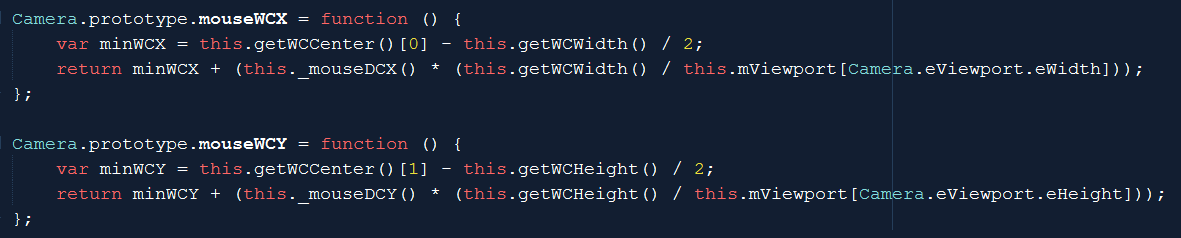 Camera.prototype.mouseWCX = function () {
    var minWCX = this.getWCCenter()[0] - this.getWCWidth() / 2;
    return minWCX + (this._mouseDCX() * (this.getWCWidth() / this.mViewport[Camera.eViewport.eWidth]));
};

Camera.prototype.mouseWCY = function () {
    var minWCY = this.getWCCenter()[1] - this.getWCHeight() / 2;
    return minWCY + (this._mouseDCY() * (this.getWCHeight() / this.mViewport[Camera.eViewport.eHeight]));
};